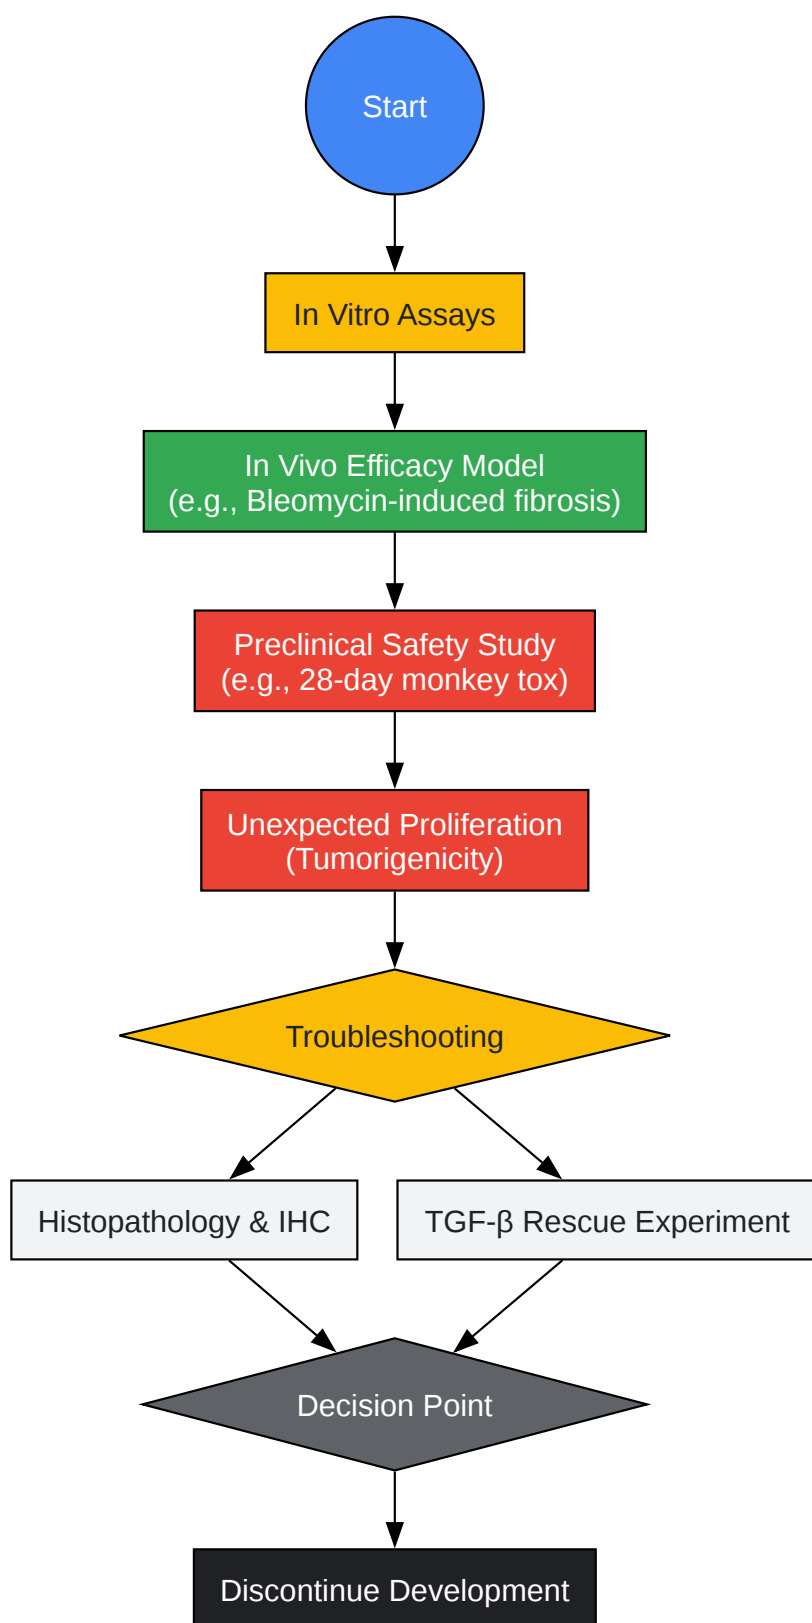 Start
In Vitro Assays
In Vivo Efficacy Model
(e.g., Bleomycin-induced fibrosis)
Preclinical Safety Study
(e.g., 28-day monkey tox)
Unexpected Proliferation
(Tumorigenicity)
Troubleshooting
Histopathology & IHC
TGF-β Rescue Experiment
Decision Point
Discontinue Development